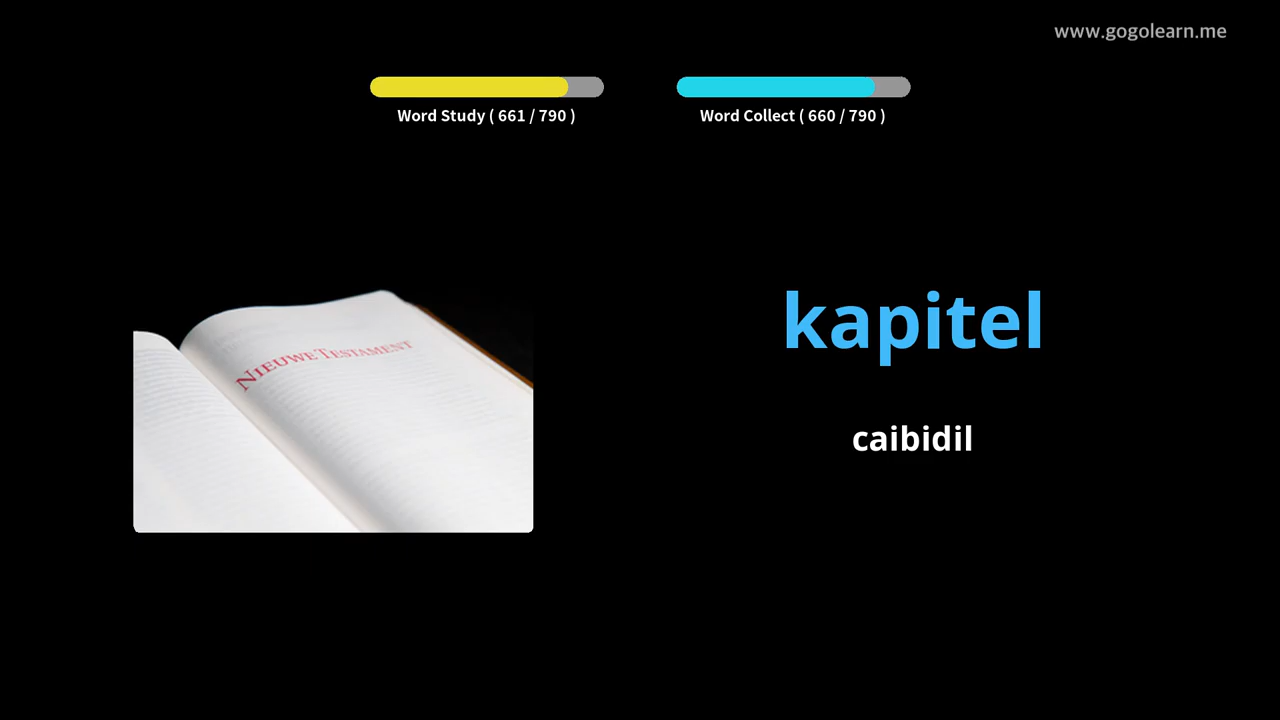 www.gogolearn.me
Word Study ( 661 / 790 )
Word Collect ( 660 / 790 )
NIEUWE TESTAMENT
kapitel
caibidil